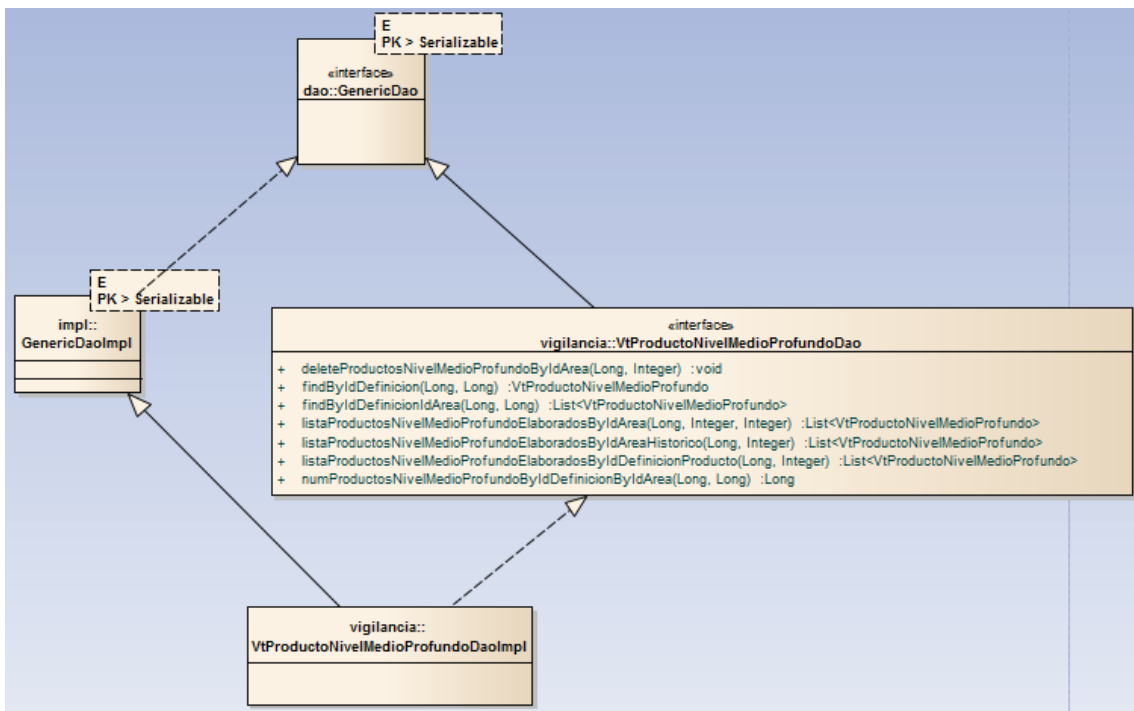 E
PK > Serializable
«interface»
dao::GenericDao
E
PK > Serializable
impl::
GenericDaoImpl
«interface»
vigilancia::VtProductoNivelMedioProfundoDao
+ deleteProductosNivelMedioProfundoByIdArea(Long, Integer) :void
+ findByIdDefinicion(Long, Long) :VtProductoNivelMedioProfundo
+ findByIdDefinicionIdArea(Long, Long) :List<VtProductoNivelMedioProfundo>
+ listaProductosNivelMedioProfundoElaboradosByIdArea(Long, Integer, Integer) :List<VtProductoNivelMedioProfundo>
+ listaProductosNivelMedioProfundoElaboradosByIdAreaHistorico(Long, Integer) :List<VtProductoNivelMedioProfundo>
+ listaProductosNivelMedioProfundoElaboradosByIdDefinicionProducto(Long, Integer) :List<VtProductoNivelMedioProfundo>
+ numProductosNivelMedioProfundoByIdDefinicionByIdArea(Long, Long) :Long
vigilancia::
VtProductoNivelMedioProfundoDaoImpl